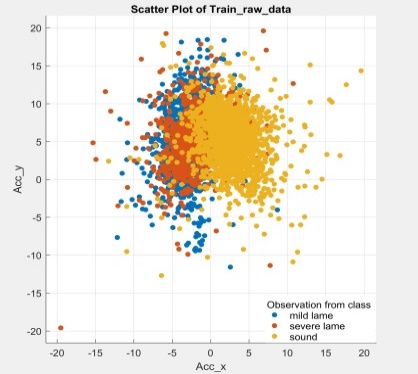 Scatter Plot of Train_raw_data
20
15
10
5
0
-5
-10
-15
-20
Acc_y
-20 -15 -10 -5 0 5 10 15 20
Acc_x
Observation from class
mild lame
severe lame
sound